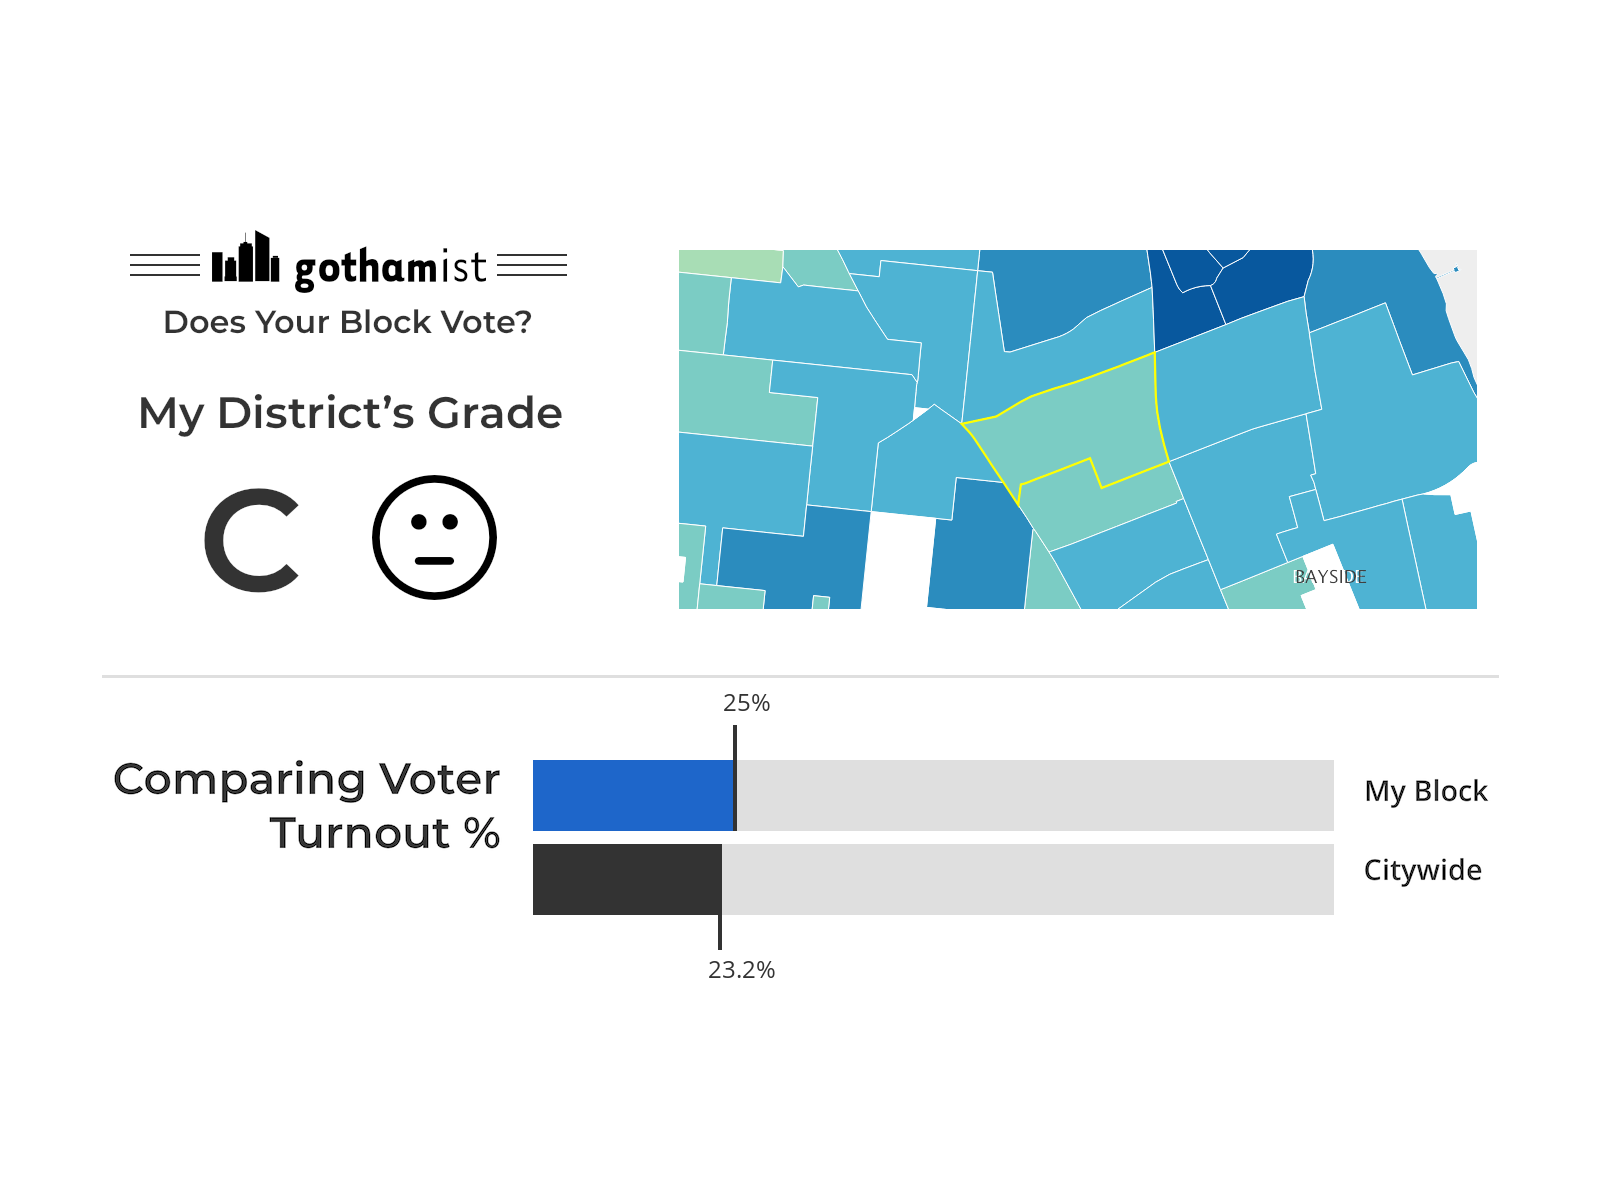 gothamist
Does Your Block Vote?
My District’s Grade
C
BAYSIDE
25%
Comparing Voter
Turnout %
My Block
Citywide
23.2%